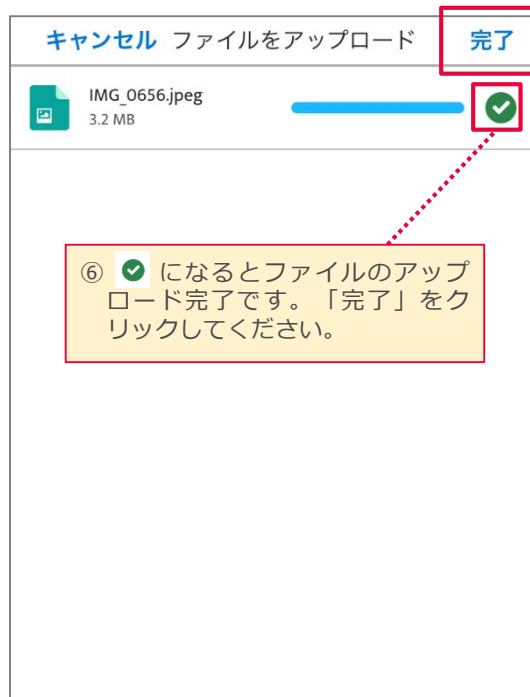 キャンセル ファイルをアップロード 完了
IMG_0656.jpeg
3.2 MB
⑥ になるとファイルのアップ
ロード完了です。「完了」をク
リックしてください。